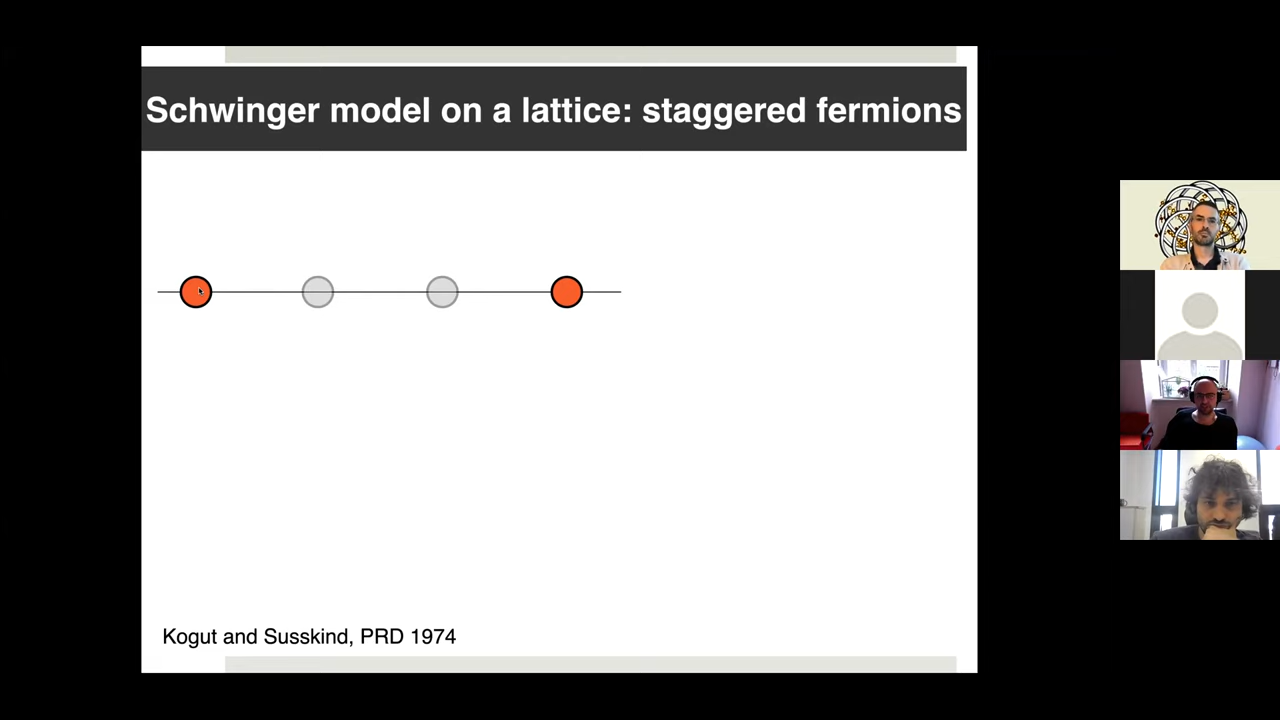 Schwinger model on a lattice: staggered fermions
Kogut and Susskind, PRD 1974